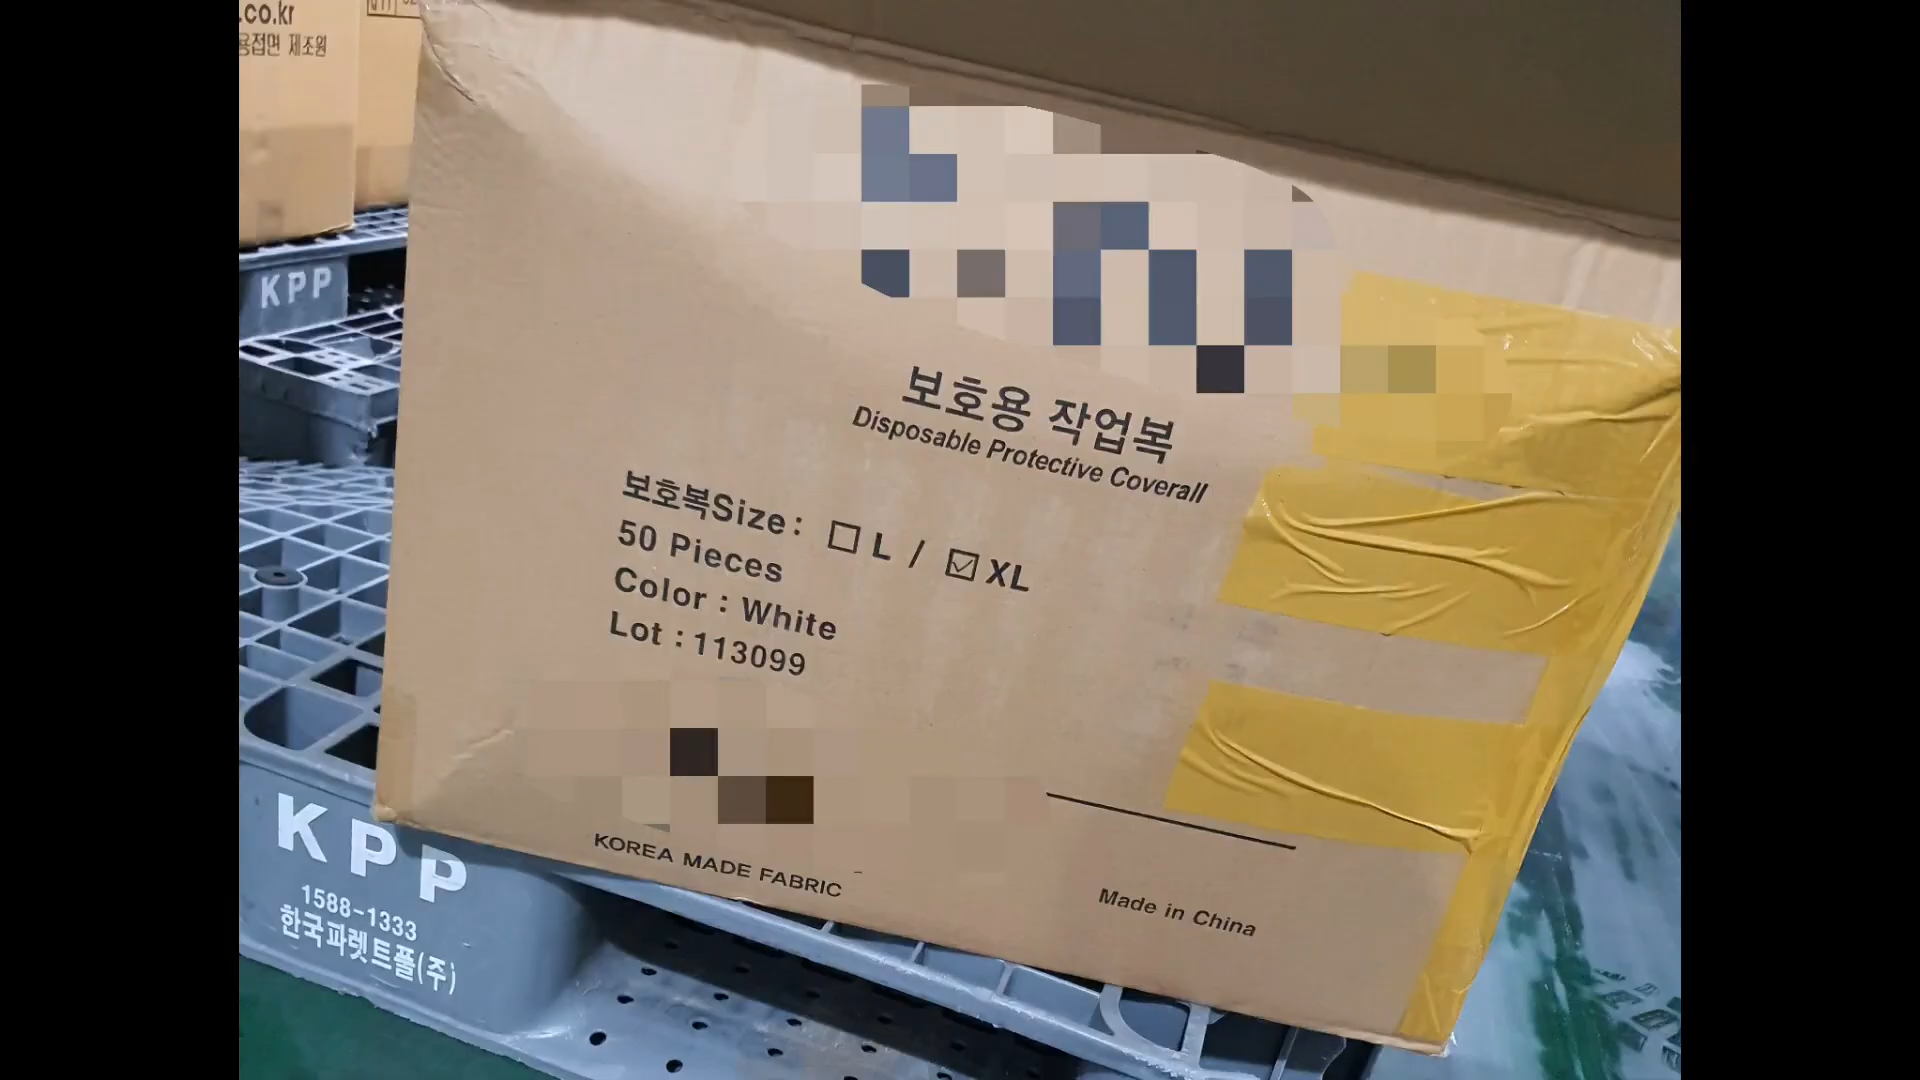 .co.kr
용접면 제조원
KPP
보호용 작업복
Disposable Protective Coverall
보호복Size : □ L / ☑ XL
50 Pieces
Color : White
Lot : 113099
KOREA MADE FABRIC
Made in China
KPP
1588-1333
한국파렛트풀(주)